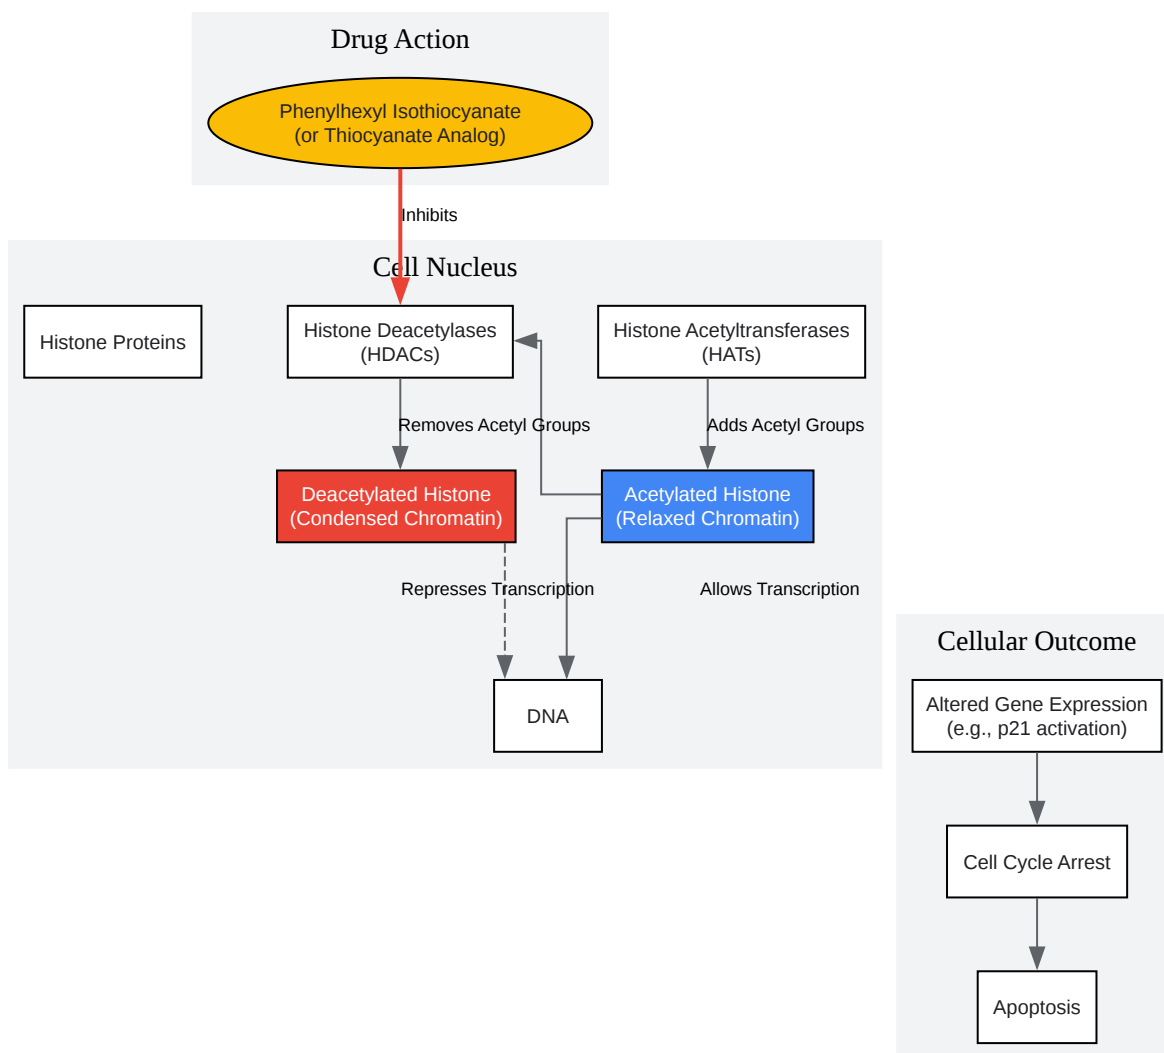 Drug Action
Phenylhexyl Isothiocyanate
(or Thiocyanate Analog)
Inhibits
Cell Nucleus
Histone Proteins
Histone Deacetylases
(HDACs)
Histone Acetyltransferases
(HATs)
Removes Acetyl Groups
Adds Acetyl Groups
Deacetylated Histone
(Condensed Chromatin)
Acetylated Histone
(Relaxed Chromatin)
Represses Transcription
Allows Transcription
DNA
Cellular Outcome
Altered Gene Expression
(e.g., p21 activation)
Cell Cycle Arrest
Apoptosis